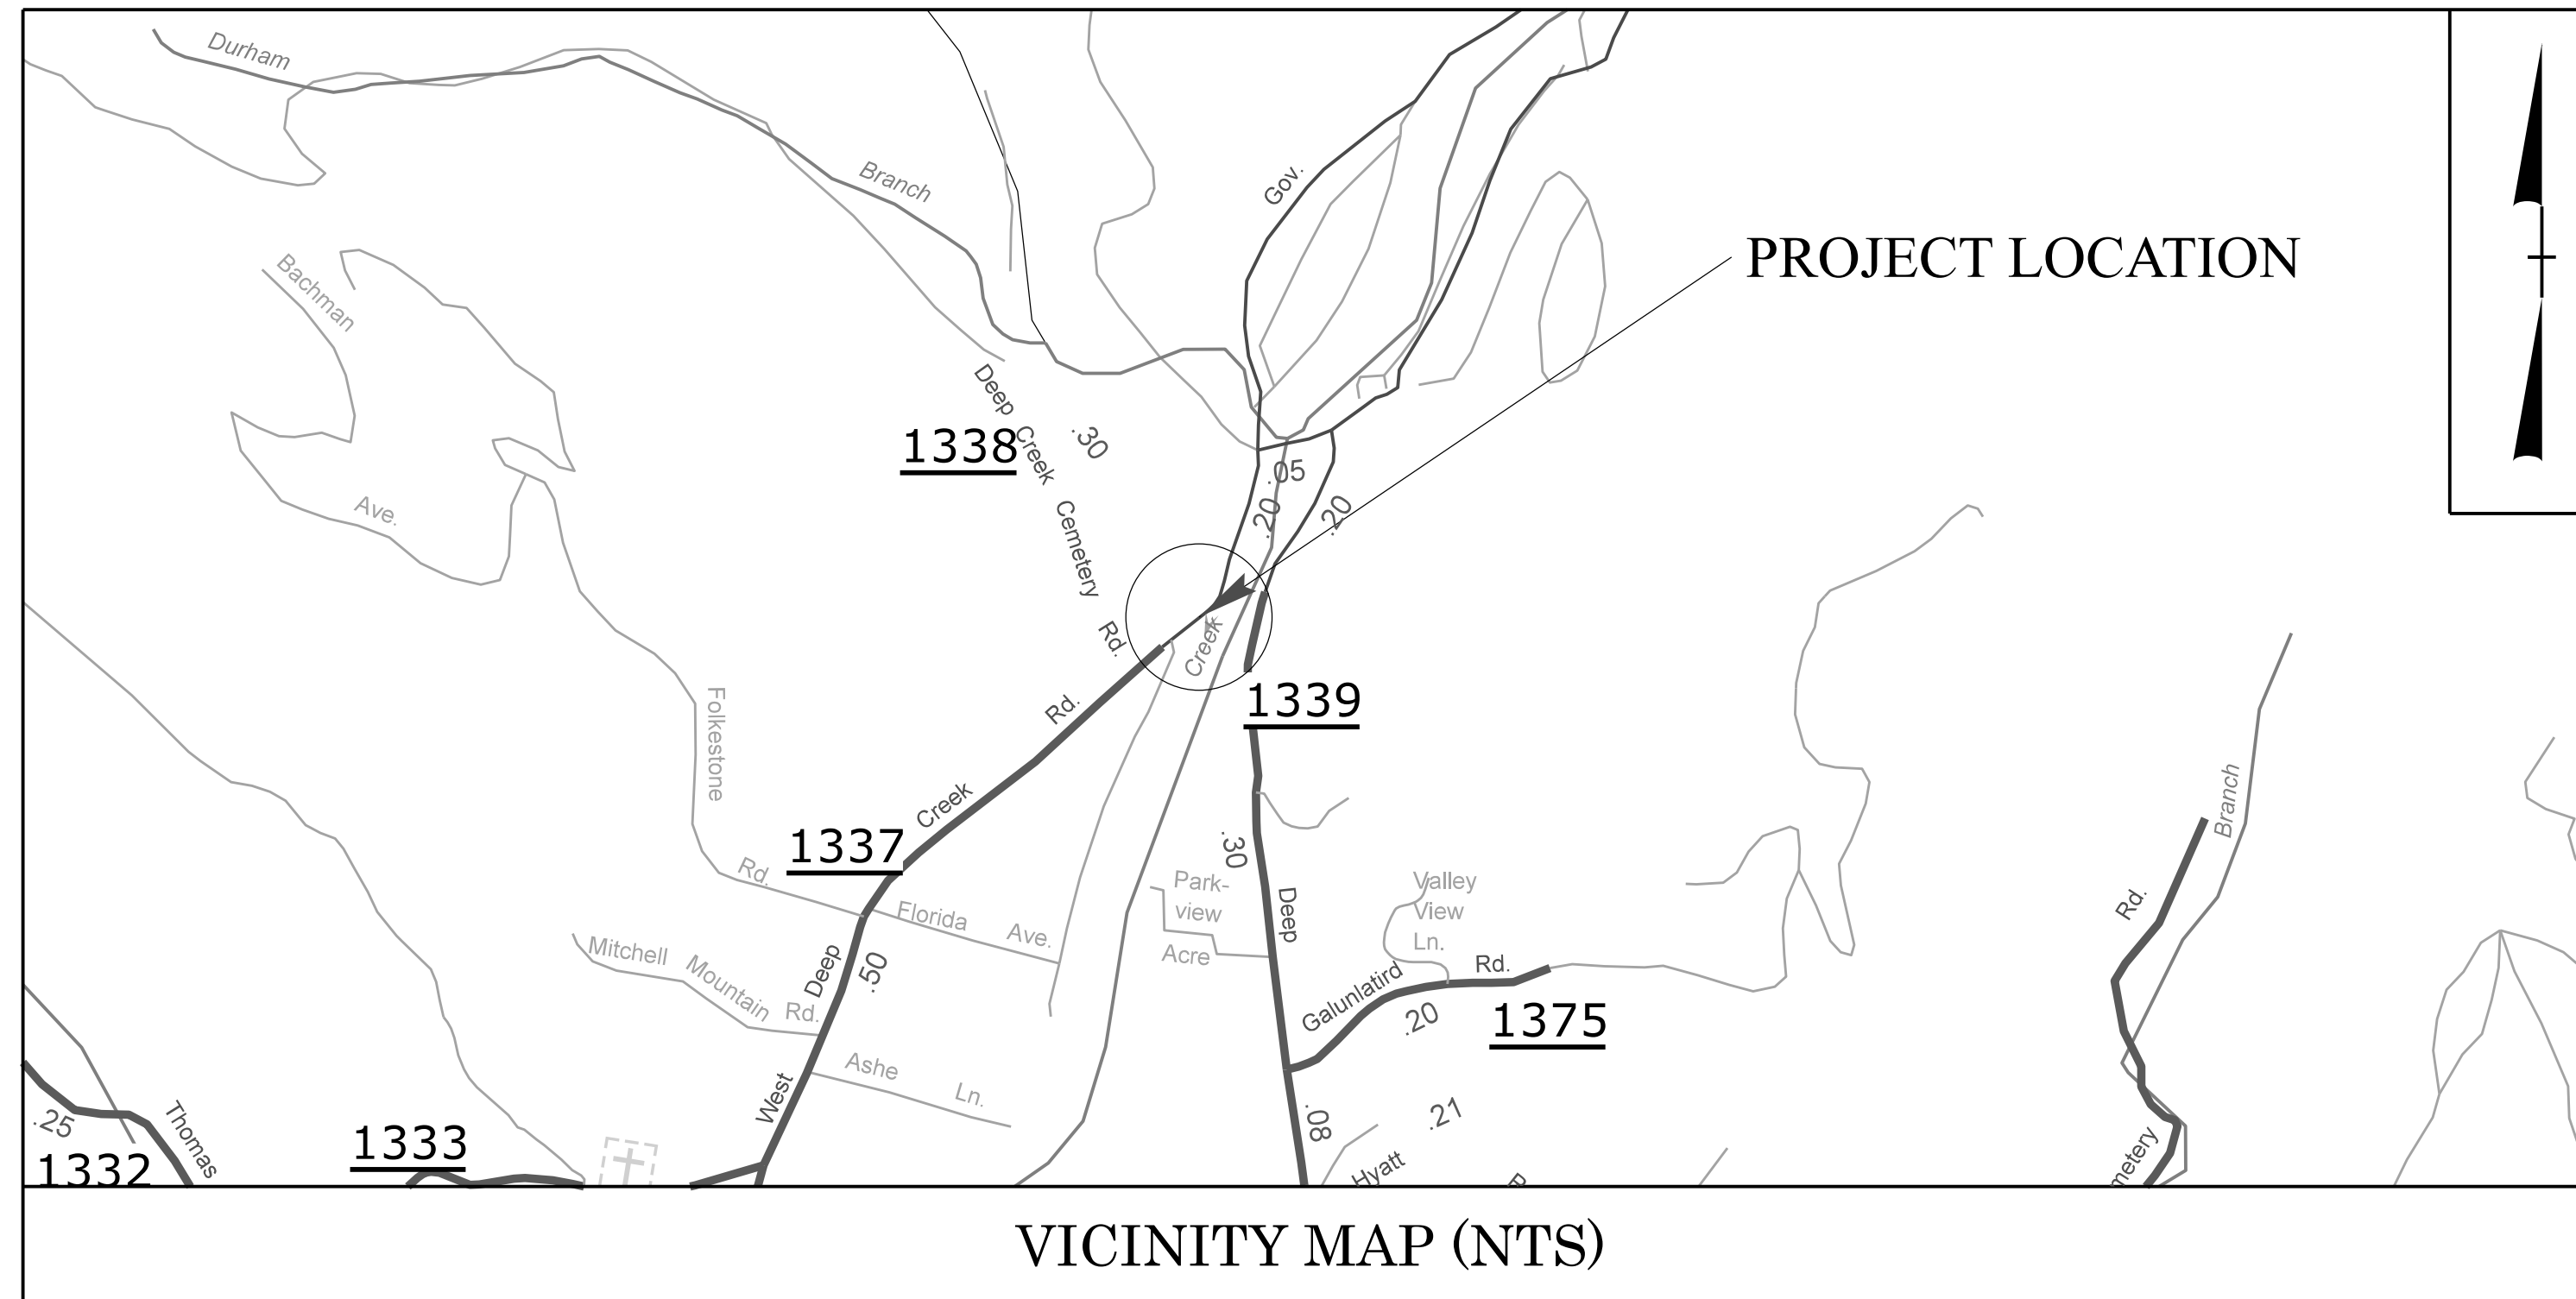 Durham
Branch
Gov.
PROJECT LOCATION
Bachman
Ave.
Deep Creek Cemetery Rd.
1338
.30
.05
.20
.20
Creek
Folkestone
Rd.
1339
West Deep Creek Rd.
1337
.50
Florida Ave.
Mitchell Mountain Rd.
Ashe Ln.
.30
Deep
Park-
view
Acre
Valley
View
Ln.
Galunlatird Rd.
.20
1375
.08
.21
Hyatt
Branch
Rd.
metery
.25
1332
Thomas
1333
VICINITY MAP (NTS)